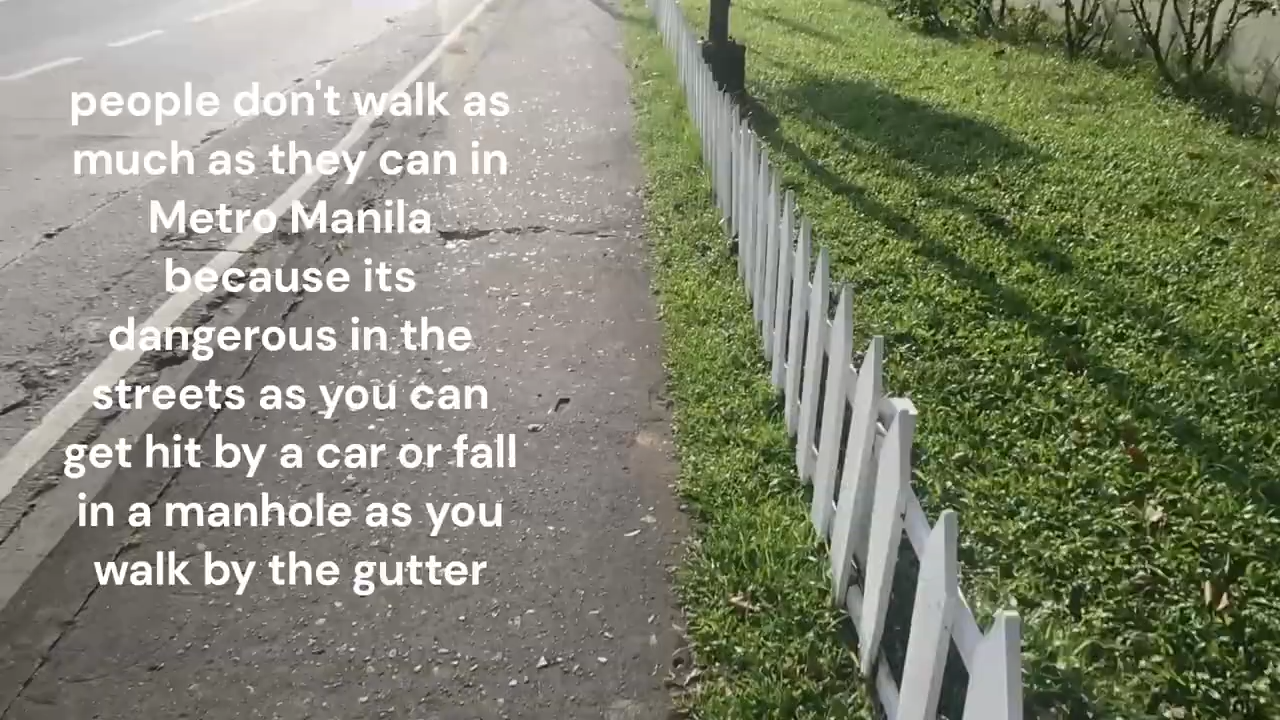 people don't walk as
much as they can in
Metro Manila
because its
dangerous in the
streets as you can
get hit by a car or fall
in a manhole as you
walk by the gutter